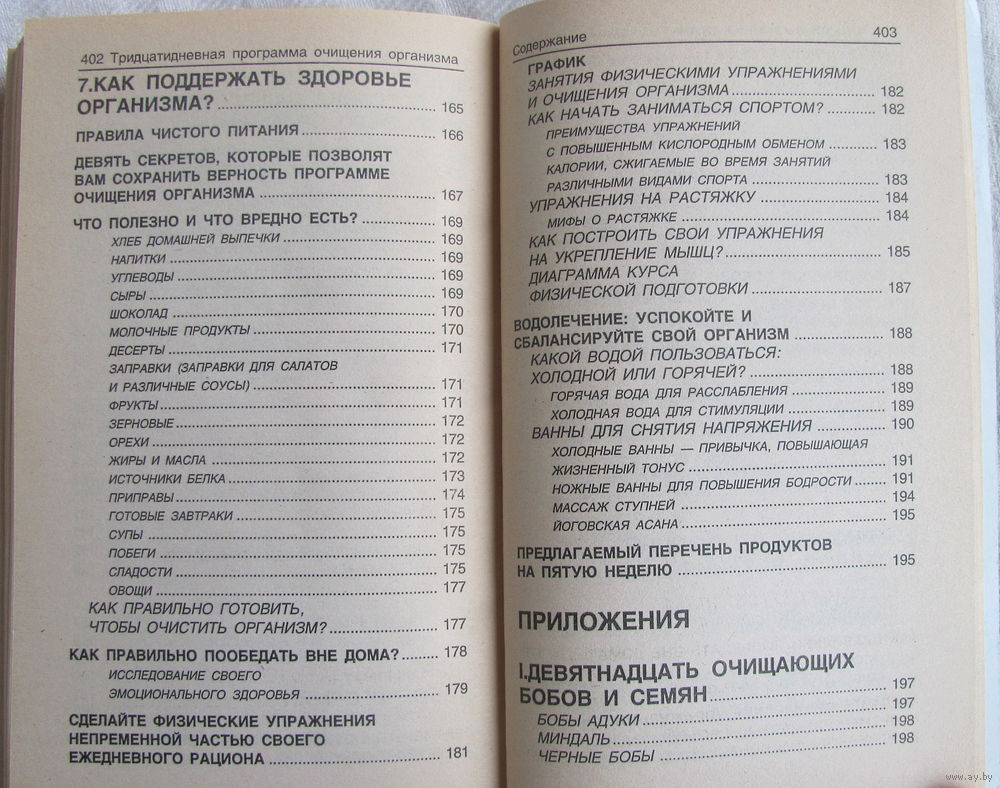 402 Тридцатидневная программа очищения организма
7.КАК ПОДДЕРЖАТЬ ЗДОРОВЬЕ
ОРГАНИЗМА? 165
ПРАВИЛА ЧИСТОГО ПИТАНИЯ 166
ДЕВЯТЬ СЕКРЕТОВ, КОТОРЫЕ ПОЗВОЛЯТ
ВАМ СОХРАНИТЬ ВЕРНОСТЬ ПРОГРАММЕ
ОЧИЩЕНИЯ ОРГАНИЗМА 167
ЧТО ПОЛЕЗНО И ЧТО ВРЕДНО ЕСТЬ? 169
ХЛЕБ ДОМАШНЕЙ ВЫПЕЧКИ 169
НАПИТКИ 169
УГЛЕВОДЫ 169
СЫРЫ 169
ШОКОЛАД 170
МОЛОЧНЫЕ ПРОДУКТЫ 170
ДЕСЕРТЫ 171
ЗАПРАВКИ (ЗАПРАВКИ ДЛЯ САЛАТОВ
И РАЗЛИЧНЫЕ СОУСЫ) 171
ФРУКТЫ 171
ЗЕРНОВЫЕ 172
ОРЕХИ 172
ЖИРЫ И МАСЛА 172
ИСТОЧНИКИ БЕЛКА 173
ПРИПРАВЫ 174
ГОТОВЫЕ ЗАВТРАКИ 175
СУПЫ 175
ПОБЕГИ 175
СЛАДОСТИ 175
ОВОЩИ 177
КАК ПРАВИЛЬНО ГОТОВИТЬ,
ЧТОБЫ ОЧИСТИТЬ ОРГАНИЗМ? 177
КАК ПРАВИЛЬНО ПООБЕДАТЬ ВНЕ ДОМА? 178
ИССЛЕДОВАНИЕ СВОЕГО
ЭМОЦИОНАЛЬНОГО ЗДОРОВЬЯ 179
СДЕЛАЙТЕ ФИЗИЧЕСКИЕ УПРАЖНЕНИЯ
НЕПРЕМЕННОЙ ЧАСТЬЮ СВОЕГО
ЕЖЕДНЕВНОГО РАЦИОНА 181
Содержание 403
ГРАФИК
ЗАНЯТИЯ ФИЗИЧЕСКИМИ УПРАЖНЕНИЯМИ
И ОЧИЩЕНИЯ ОРГАНИЗМА 182
КАК НАЧАТЬ ЗАНИМАТЬСЯ СПОРТОМ? 182
ПРЕИМУЩЕСТВА УПРАЖНЕНИЙ
С ПОВЫШЕННЫМ КИСЛОРОДНЫМ ОБМЕНОМ 183
КАЛОРИИ, СЖИГАЕМЫЕ ВО ВРЕМЯ ЗАНЯТИЙ
РАЗЛИЧНЫМИ ВИДАМИ СПОРТА 183
УПРАЖНЕНИЯ НА РАСТЯЖКУ 184
МИФЫ О РАСТЯЖКЕ 184
КАК ПОСТРОИТЬ СВОИ УПРАЖНЕНИЯ
НА УКРЕПЛЕНИЕ МЫШЦ? 185
ДИАГРАММА КУРСА
ФИЗИЧЕСКОЙ ПОДГОТОВКИ 187
ВОДОЛЕЧЕНИЕ: УСПОКОЙТЕ И
СБАЛАНСИРУЙТЕ СВОЙ ОРГАНИЗМ 188
КАКОЙ ВОДОЙ ПОЛЬЗОВАТЬСЯ:
ХОЛОДНОЙ ИЛИ ГОРЯЧЕЙ? 188
ГОРЯЧАЯ ВОДА ДЛЯ РАССЛАБЛЕНИЯ 189
ХОЛОДНАЯ ВОДА ДЛЯ СТИМУЛЯЦИИ 189
ВАННЫ ДЛЯ СНЯТИЯ НАПРЯЖЕНИЯ 190
ХОЛОДНЫЕ ВАННЫ — ПРИВЫЧКА, ПОВЫШАЮЩАЯ
ЖИЗНЕННЫЙ ТОНУС 191
НОЖНЫЕ ВАННЫ ДЛЯ ПОВЫШЕНИЯ БОДРОСТИ 191
МАССАЖ СТУПНЕЙ 194
ЙОГОВСКАЯ АСАНА 195
ПРЕДЛАГАЕМЫЙ ПЕРЕЧЕНЬ ПРОДУКТОВ
НА ПЯТУЮ НЕДЕЛЮ 195
ПРИЛОЖЕНИЯ
I.ДЕВЯТНАДЦАТЬ ОЧИЩАЮЩИХ
БОБОВ И СЕМЯН 197
БОБЫ АДУКИ 197
МИНДАЛЬ 198
ЧЕРНЫЕ БОБЫ 198
www.ay.by